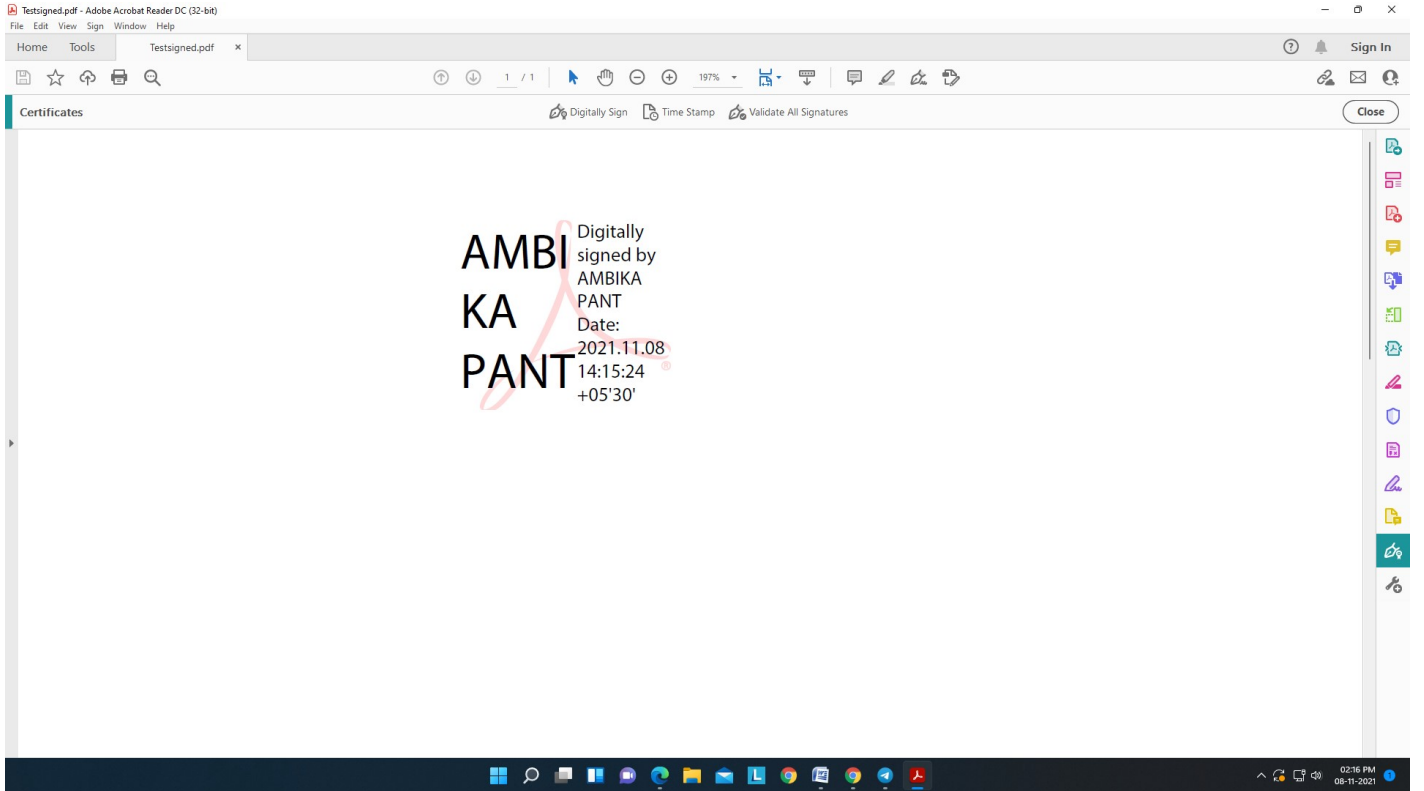 Testsigned.pdf - Adobe Acrobat Reader DC (32-bit)
File Edit View Sign Window Help
Home Tools Testsigned.pdf × Sign In
1 / 1 197%
Certificates Digitally Sign Time Stamp Validate All Signatures Close
AMBI
KA
PANT
Digitally
signed by
AMBIKA
PANT
Date:
2021.11.08
14:15:24
+05'30'
®
L
02:16 PM
08-11-2021
1